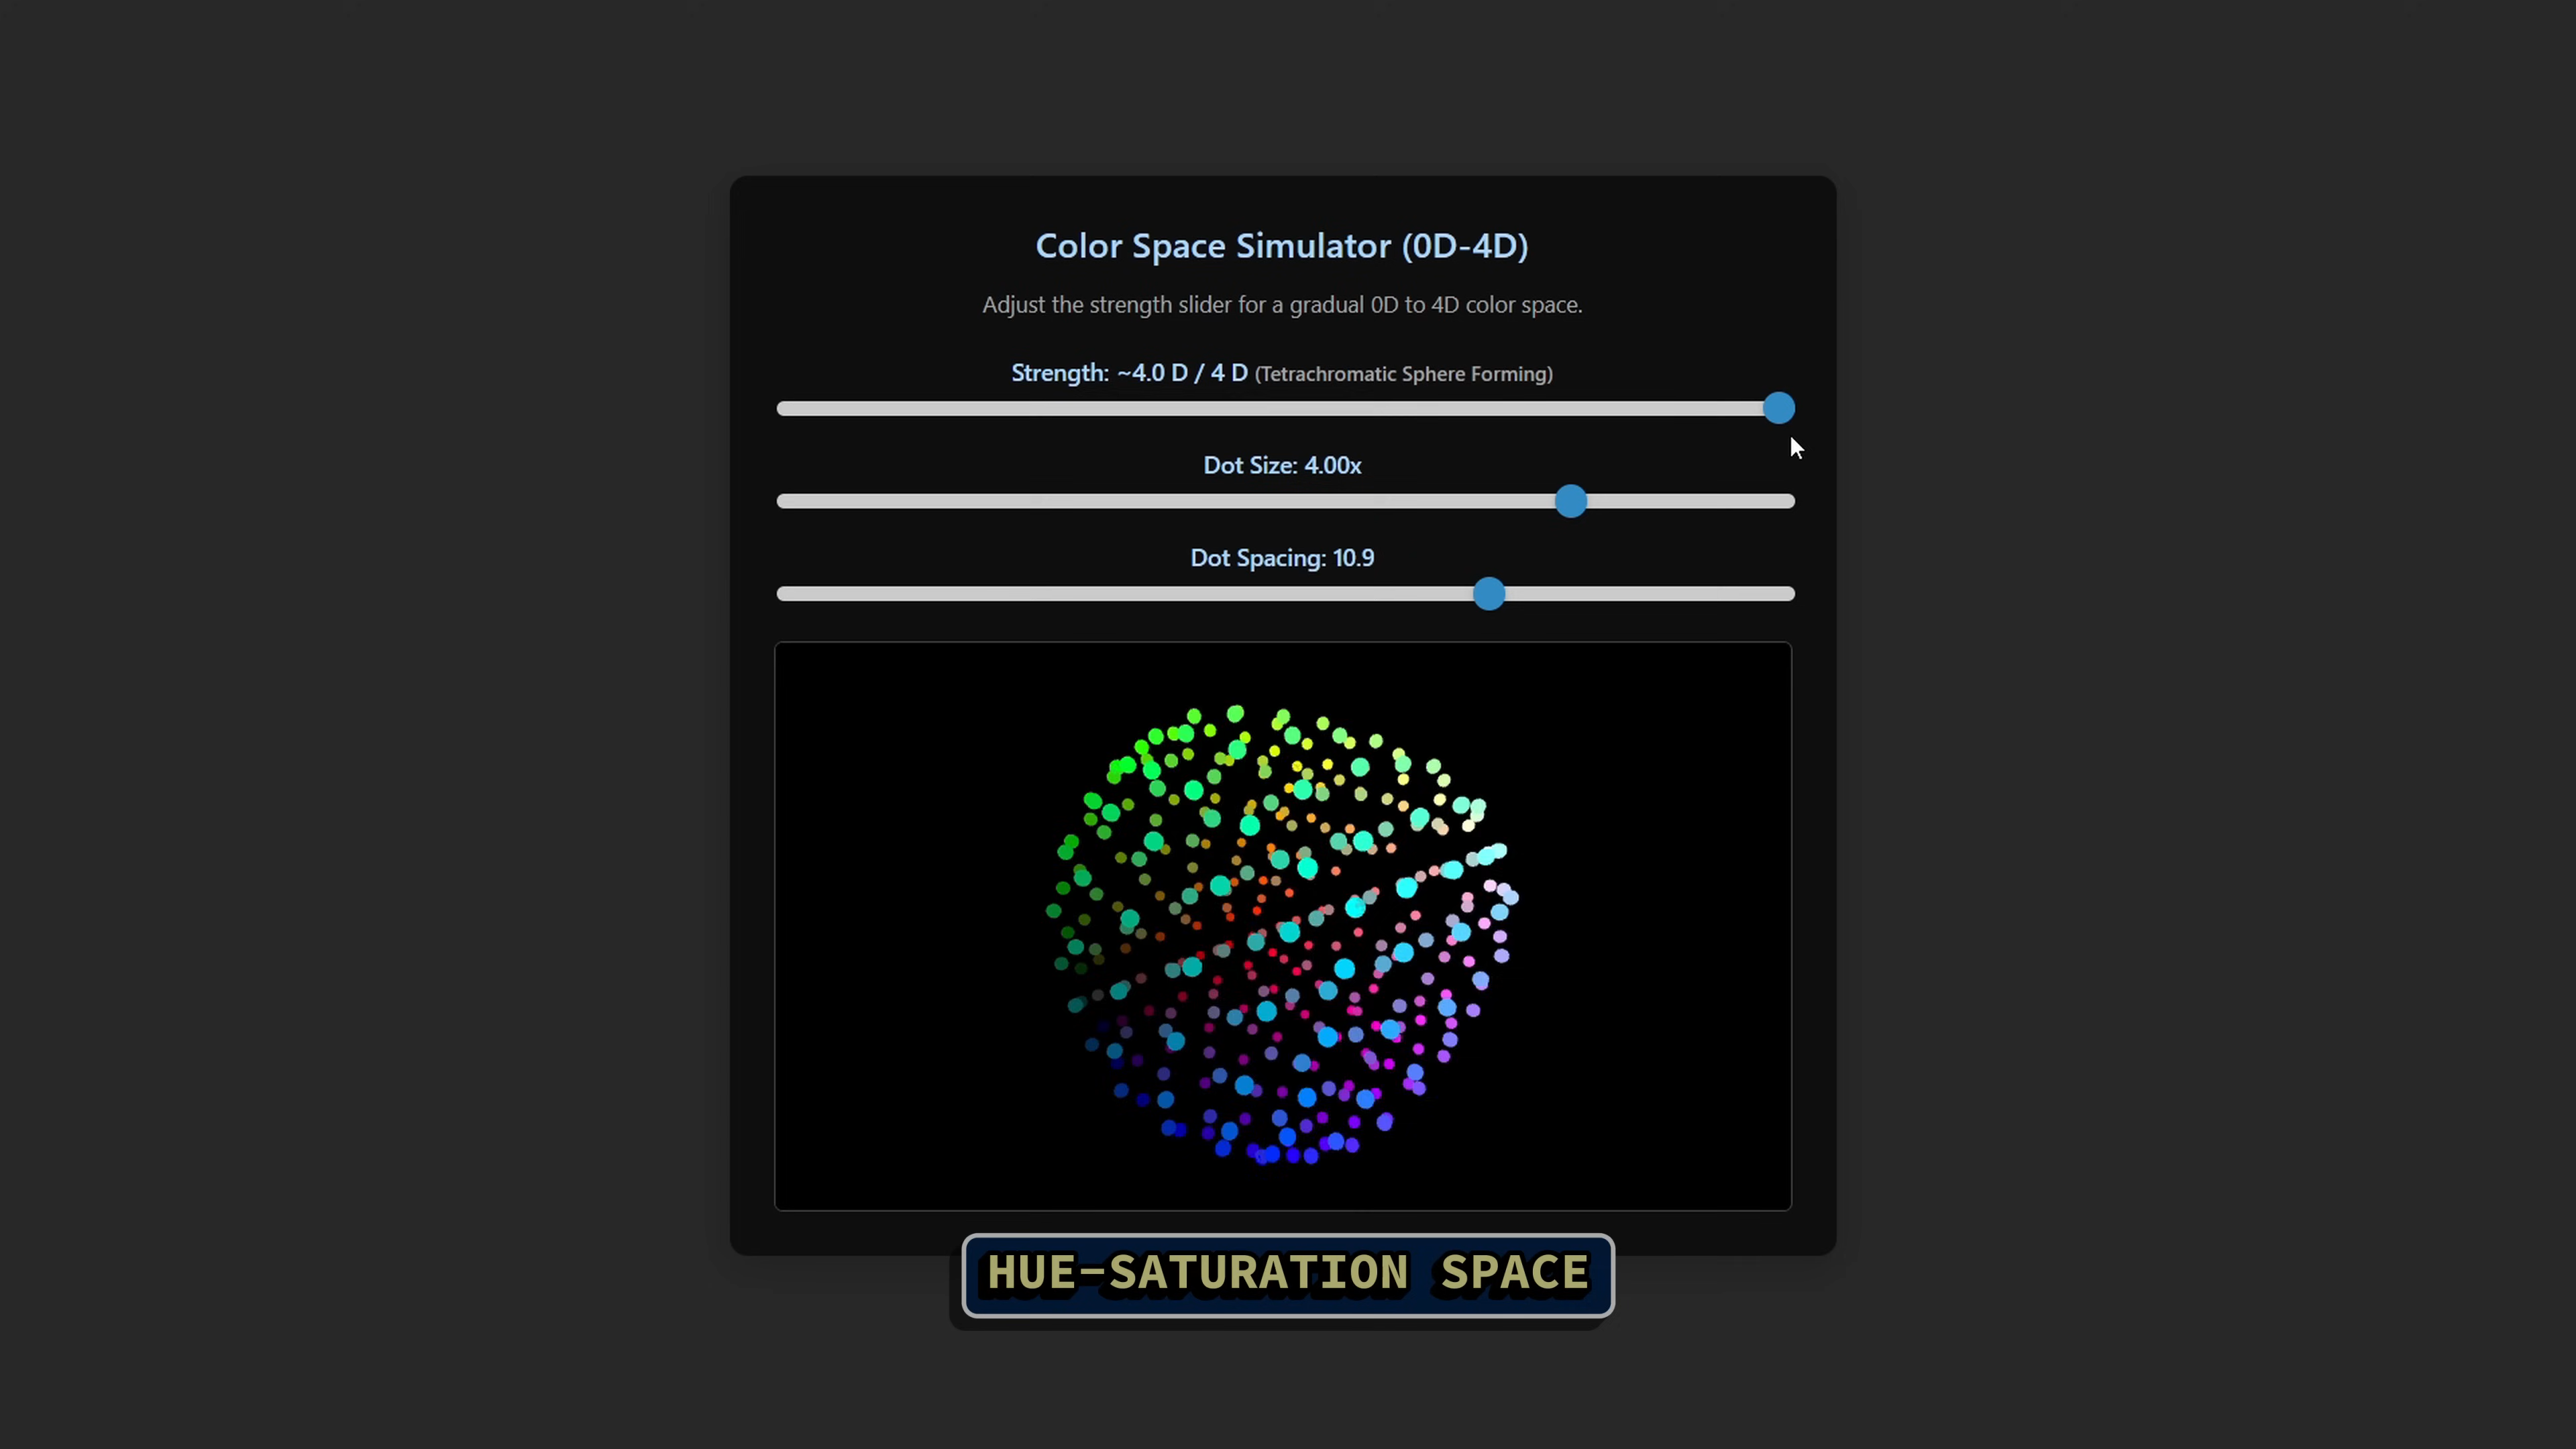 Color Space Simulator (0D-4D)
Adjust the strength slider for a gradual 0D to 4D color space.
Strength: ~4.0 D / 4 D (Tetrachromatic Sphere Forming)
Dot Size: 4.00x
Dot Spacing: 10.9
HUE-SATURATION SPACE